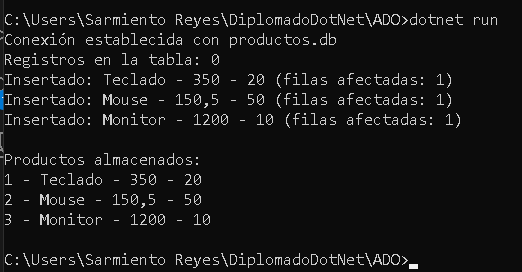 C:\Users\Sarmiento Reyes\DiplomadoDotNet\ADO>dotnet run
Conexión establecida con productos.db
Registros en la tabla: 0
Insertado: Teclado - 350 - 20 (filas afectadas: 1)
Insertado: Mouse - 150,5 - 50 (filas afectadas: 1)
Insertado: Monitor - 1200 - 10 (filas afectadas: 1)
Productos almacenados:
1 - Teclado - 350 - 20
2 - Mouse - 150,5 - 50
3 - Monitor - 1200 - 10
C:\Users\Sarmiento Reyes\DiplomadoDotNet\ADO>